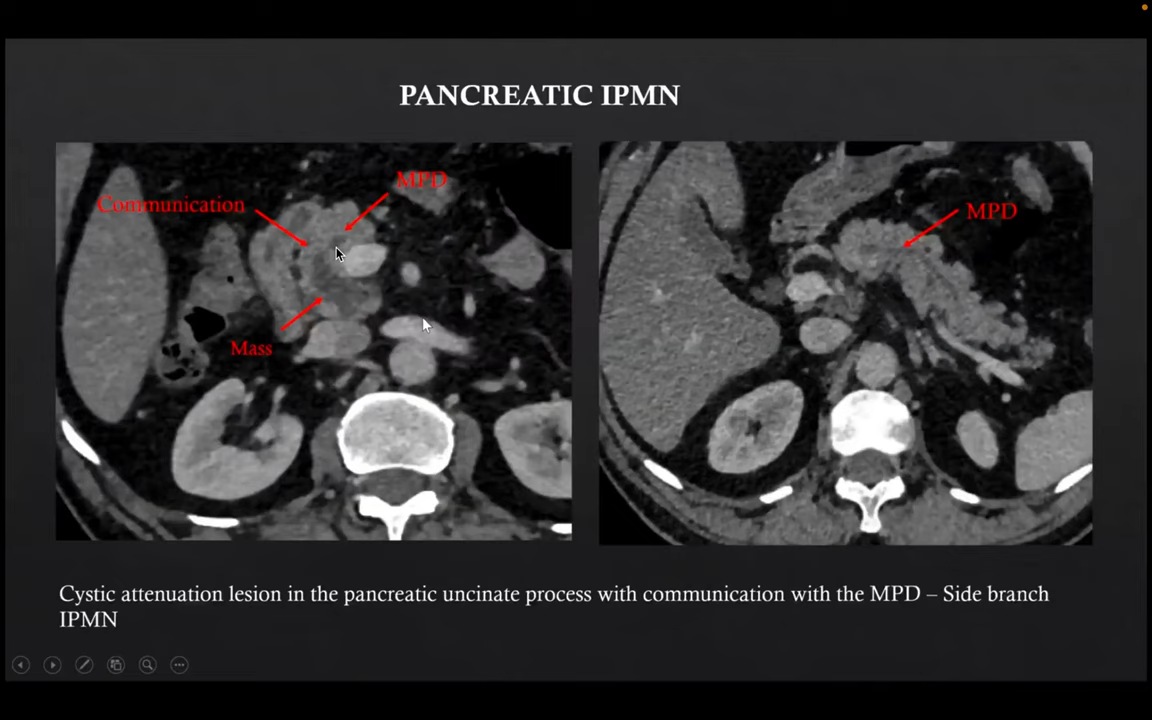 PANCREATIC IPMN
MPD
Communication
Mass
MPD
Cystic attenuation lesion in the pancreatic uncinate process with communication with the MPD – Side branch
IPMN